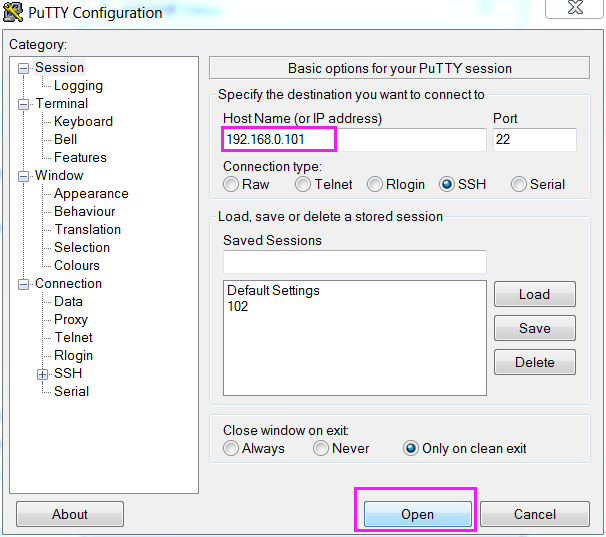 PuTTY Configuration
Category:
Session
Logging
Terminal
Keyboard
Bell
Features
Window
Appearance
Behaviour
Translation
Selection
Colours
Connection
Data
Proxy
Telnet
Rlogin
SSH
Serial
Basic options for your PuTTY session
Specify the destination you want to connect to
Host Name (or IP address) Port
192.168.0.101 22
Connection type:
Raw Telnet Rlogin SSH Serial
Load, save or delete a stored session
Saved Sessions
Default Settings
102
Load
Save
Delete
Close window on exit:
Always Never Only on clean exit
About Open Cancel